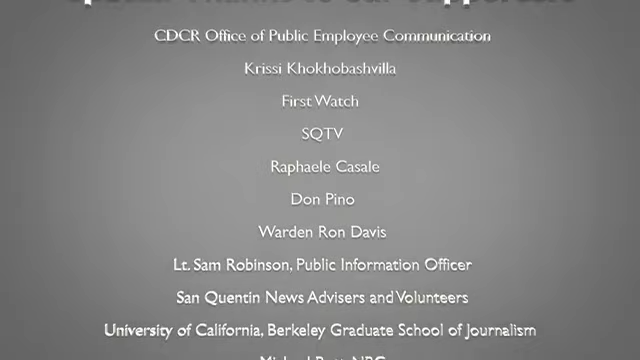 CDCR Office of Public Employee Communication
Krissi Khokhobashvilla
First Watch
SQTV
Raphaele Casale
Don Pino
Warden Ron Davis
Lt. Sam Robinson, Public Information Officer
San Quentin News Advisers and Volunteers
University of California, Berkeley Graduate School of Journalism